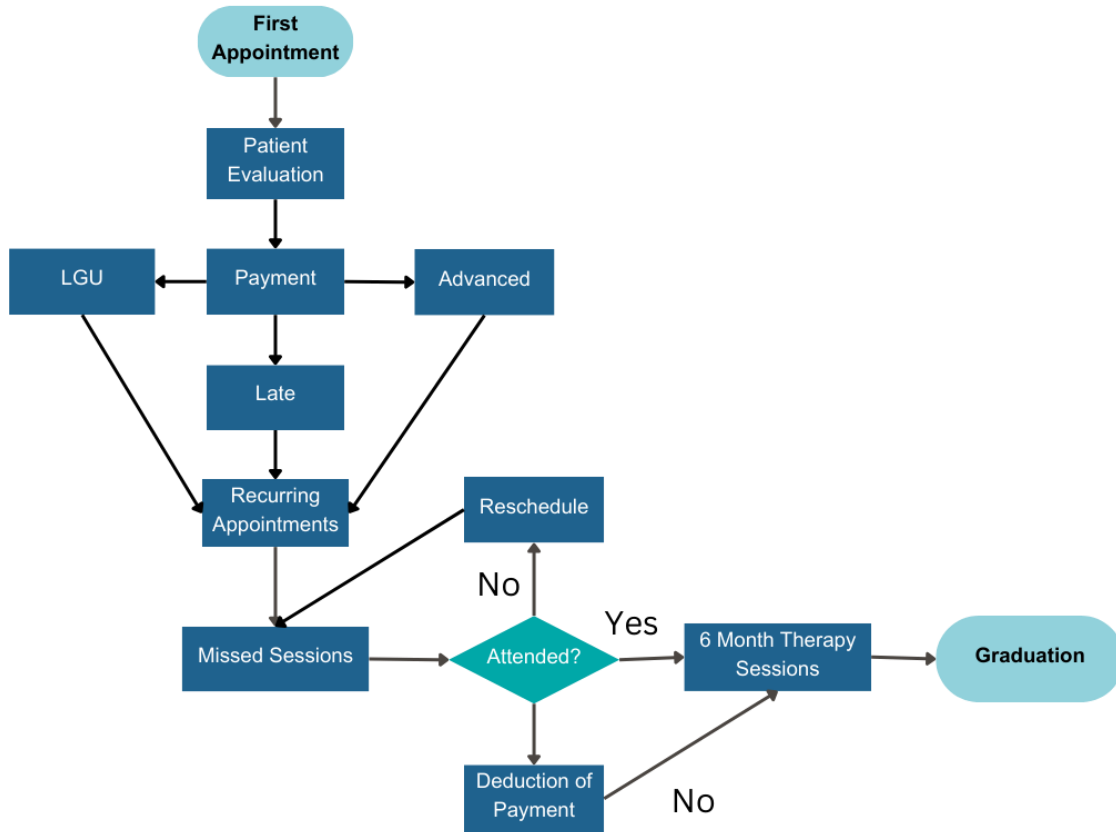 First
Appointment
Patient
Evaluation
LGU
Payment
Advanced
Late
Recurring
Appointments
Reschedule
No
Yes
Missed Sessions
Attended?
6 Month Therapy
Sessions
Graduation
Deduction of
Payment
No